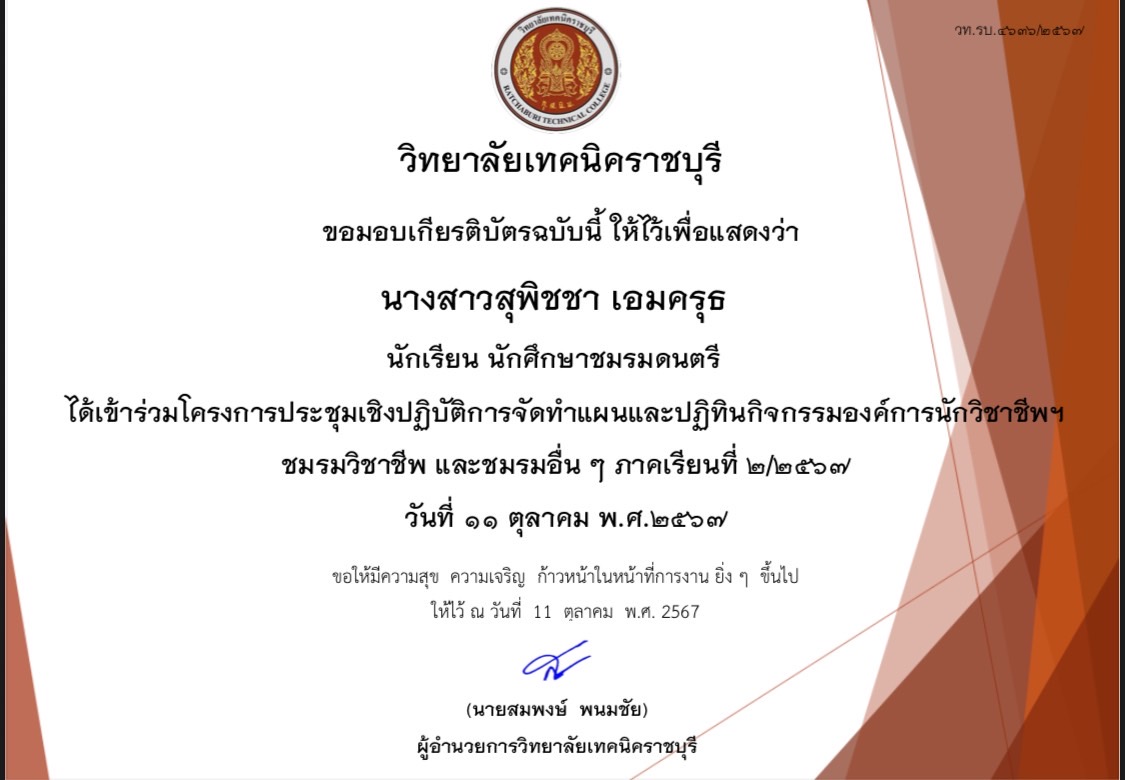 วท.รบ.๔๖๓๖/๒๕๖๗
วิทยาลัยเทคนิคราชบุรี
RATCHABURI TECHNICAL COLLEGE
วิทยาลัยเทคนิคราชบุรี
ขอมอบเกียรติบัตรฉบับนี้ ให้ไว้เพื่อแสดงว่า
นางสาวสุพิชชา เอมครุธ
นักเรียน นักศึกษาชมรมดนตรี
ได้เข้าร่วมโครงการประชุมเชิงปฏิบัติการจัดทำแผนและปฏิทินกิจกรรมองค์การนักวิชาชีพฯ
ชมรมวิชาชีพ และชมรมอื่น ๆ ภาคเรียนที่ ๒/๒๕๖๗
วันที่ ๑๑ ตุลาคม พ.ศ.๒๕๖๗
ขอให้มีความสุข ความเจริญ ก้าวหน้าในหน้าที่การงาน ยิ่ง ๆ ขึ้นไป
ให้ไว้ ณ วันที่ 11 ตุลาคม พ.ศ. 2567
(นายสมพงษ์ พนมชัย)
ผู้อำนวยการวิทยาลัยเทคนิคราชบุรี